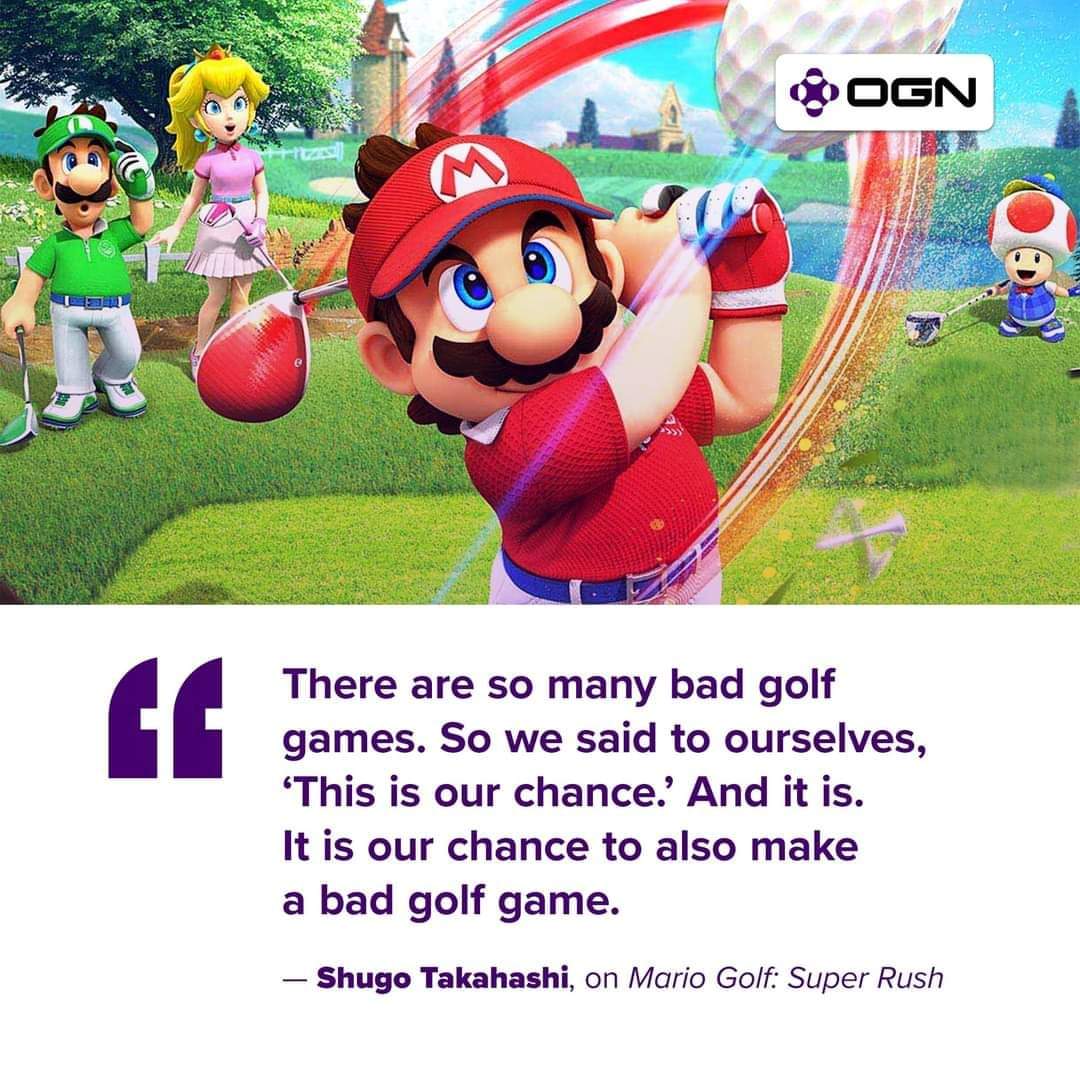 M
L
OGN
“
There are so many bad golf
games. So we said to ourselves,
‘This is our chance.’ And it is.
It is our chance to also make
a bad golf game.
— Shugo Takahashi, on Mario Golf: Super Rush